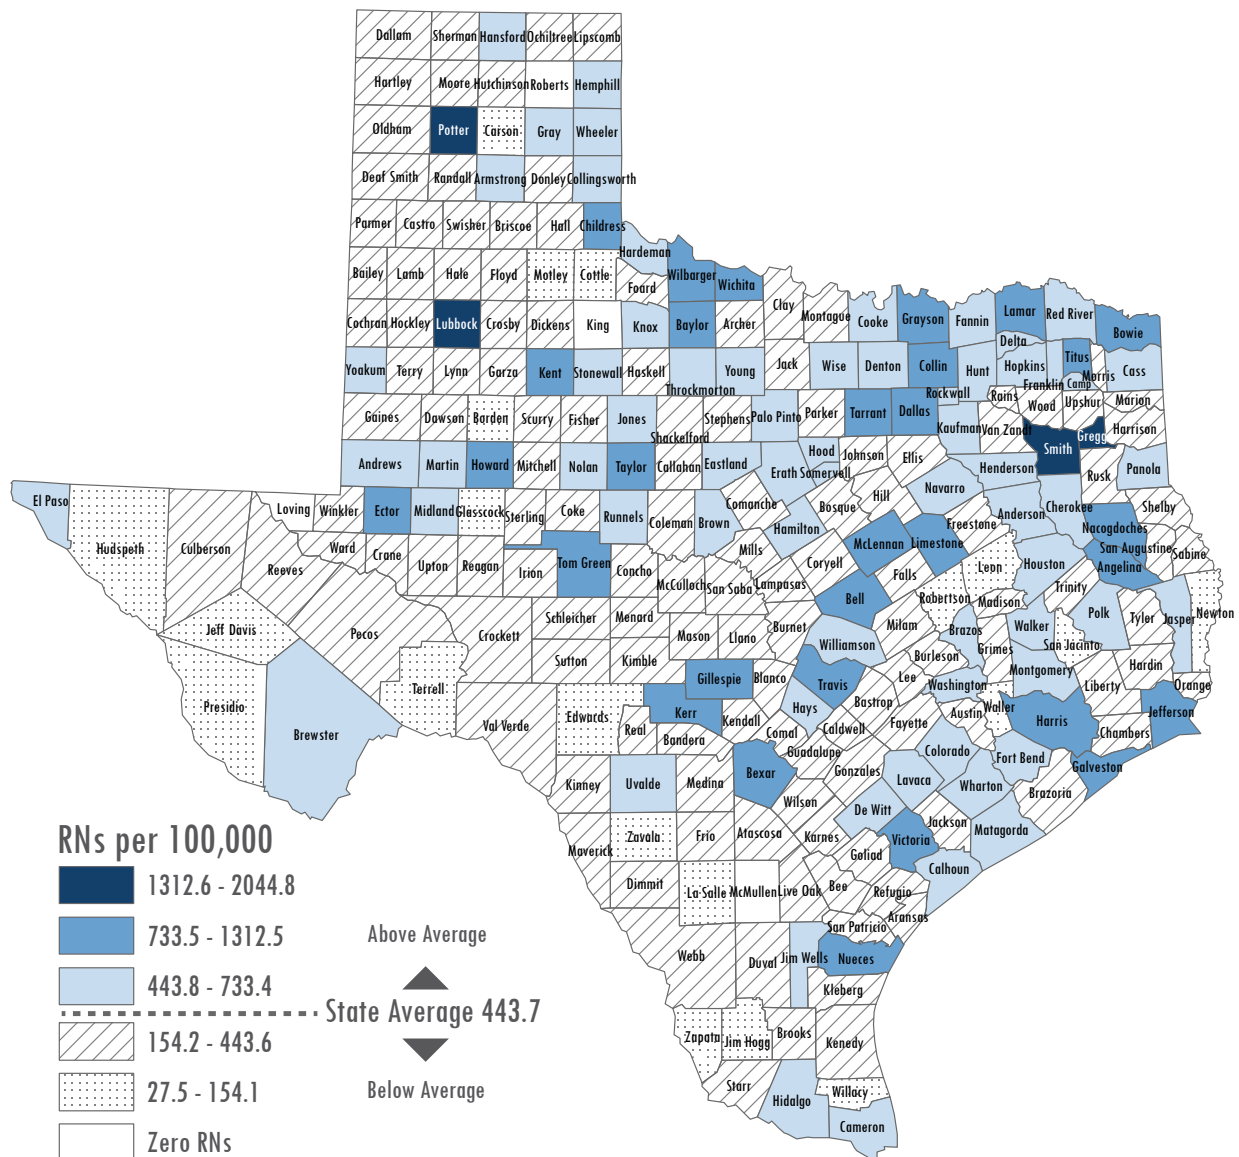 Dallam Sherman Hansford Ochiltree Lipscomb
Hartley Moore Hutchinson Roberts Hemphill
Oldham Potter Carson Gray Wheeler
Deaf Smith Randall Armstrong Donley Collingsworth
Parmer Castro Swisher Briscoe Hall Childress
Hardeman
Bailey Lamb Hale Floyd Motley Cottle Foard Wilbarger Wichita Clay Montague
Cochran Hockley Lubbock Crosby Dickens King Knox Baylor Archer Cooke Grayson Fannin Lamar Red River Bowie
Delta
Yoakum Terry Lynn Garza Kent Stonewall Haskell Throckmorton Young Jack Wise Denton Collin Hunt Hopkins Titus Morris Cass
Franklin Camp
Rockwall Rains Wood Upshur Marion
Gaines Dawson Borden Scurry Fisher Jones Shackelford Stephens Palo Pinto Parker Tarrant Dallas Kaufman Van Zandt Gregg Harrison
Smith
Andrews Martin Howard Mitchell Nolan Taylor Callahan Eastland Erath Hood Somervell Johnson Ellis Henderson Rusk Panola
El Paso Loving Winkler Ector Midland Glasscock Sterling Coke Runnels Coleman Brown Comanche Hamilton Bosque Hill Navarro Freestone Anderson Cherokee Shelby
Nacogdoches
Hudspeth Culberson Reeves Ward Crane Upton Reagan Irion Tom Green Concho Mills McLennan Limestone San Augustine Sabine
Angelina
McCulloch San Saba Lampasas Coryell Falls Leon Houston Trinity
Jeff Davis Pecos Crockett Schleicher Menard Mason Llano Burnet Bell Milam Robertson Madison Brazos Walker Polk Tyler Jasper Newton
Grimes San Jacinto
Sutton Kimble Williamson Burleson Montgomery Hardin
Presidio Brewster Terrell Val Verde Edwards Gillespie Blanco Travis Lee Washington Liberty Orange
Real Kerr Kendall Hays Bastrop Austin Waller Harris Chambers Jefferson
Bandera Comal Caldwell Fayette
Guadalupe Colorado Fort Bend Galveston
Kinney Uvalde Medina Bexar Gonzales Lavaca Wharton Brazoria
Wilson De Witt
Maverick Zavala Frio Atascosa Karnes Victoria Jackson Matagorda
Goliad
Dimmit La Salle McMullen Live Oak Bee Refugio Calhoun
San Patricio Aransas
Webb Duval Jim Wells Nueces
Kleberg
Zapata Jim Hogg Brooks Kenedy
Starr Hidalgo Willacy
Cameron
RNs per 100,000
1312.6 - 2044.8
733.5 - 1312.5
Above Average
443.8 - 733.4
State Average 443.7
154.2 - 443.6
27.5 - 154.1
Below Average
Zero RNs